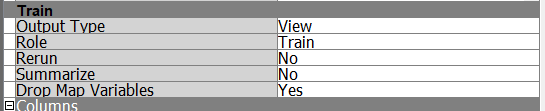 Train
Output Type View
Role Train
Rerun No
Summarize No
Drop Map Variables Yes
Columns